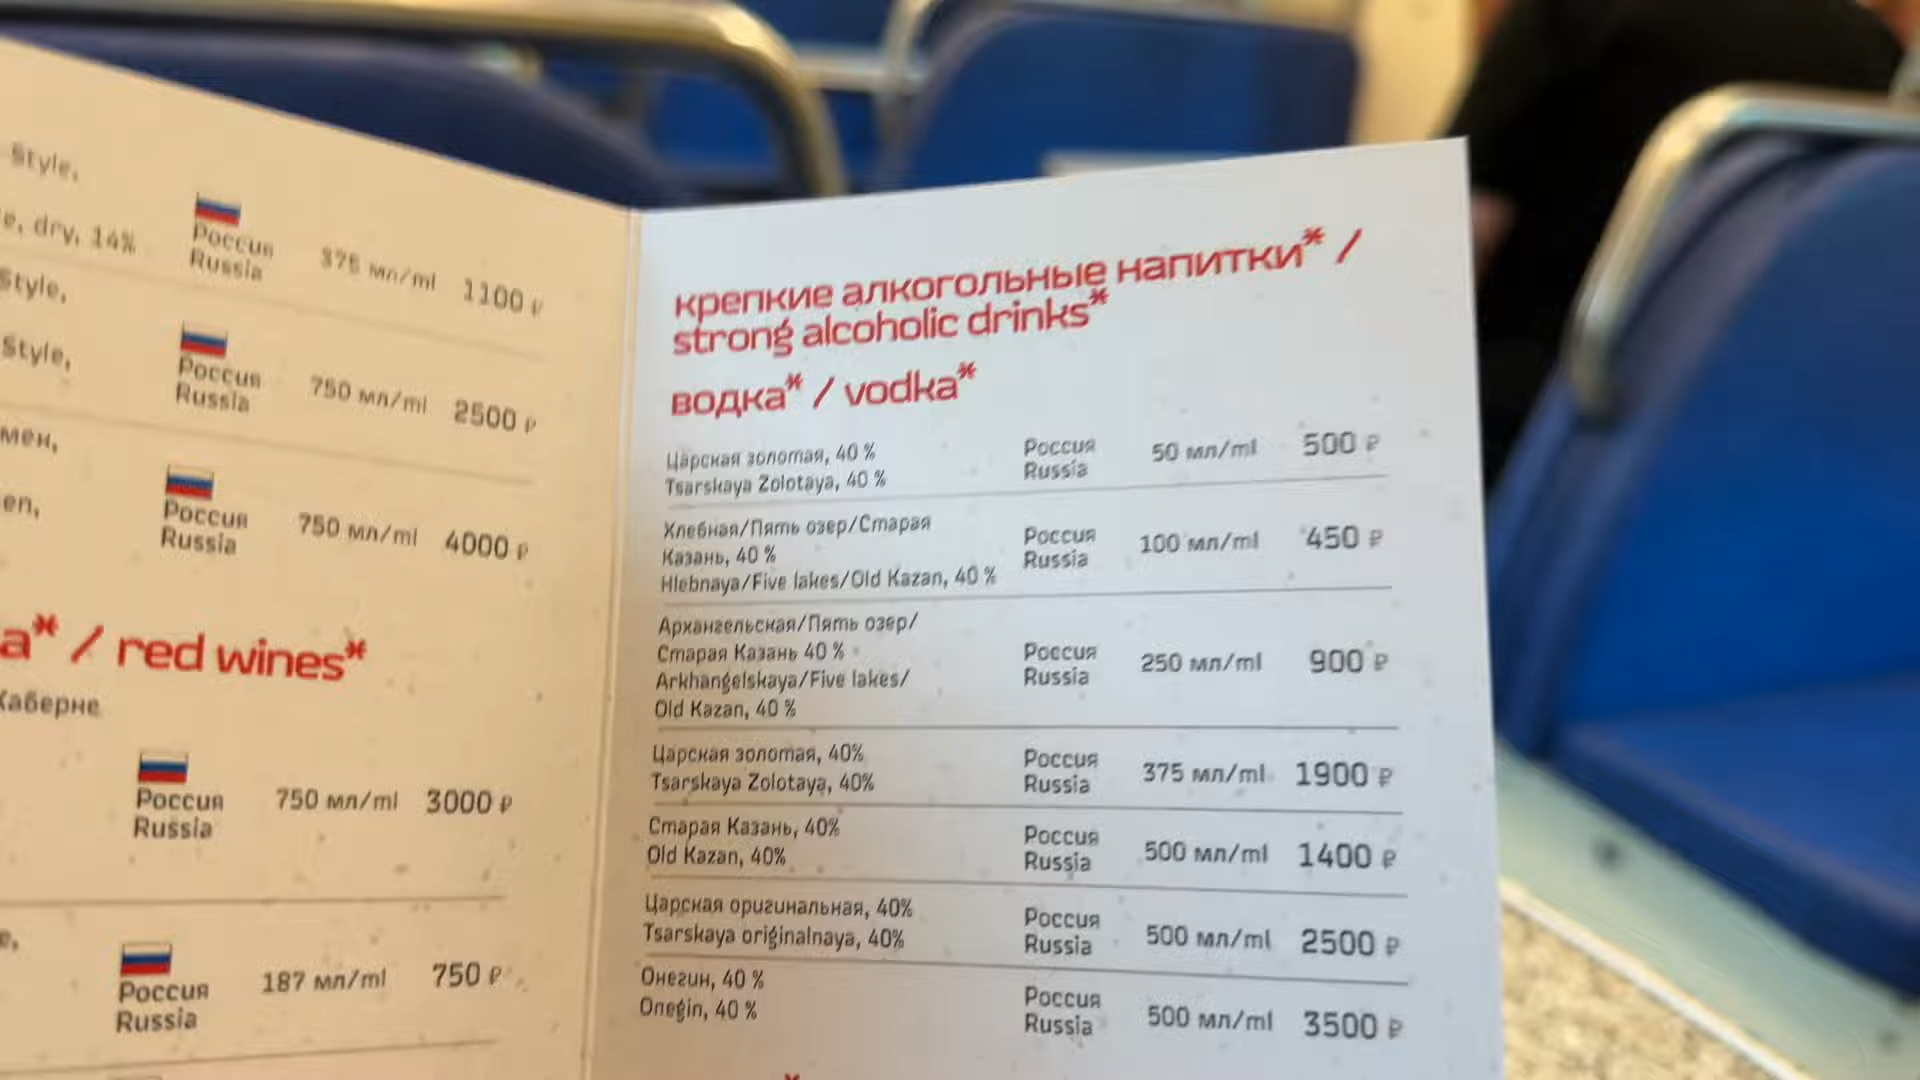 Style,
e, dry, 14%
Россия
Russia
375 мл/ml
1100 ₽
Style,
Style,
Россия
Russia
750 мл/ml
2500 ₽
мен,
en,
Россия
Russia
750 мл/ml
4000 ₽
а* / red wines*
Каберне
Россия
Russia
750 мл/ml
3000 ₽
е,
Россия
Russia
187 мл/ml
750 ₽
крепкие алкогольные напитки* /
strong alcoholic drinks*
водка* / vodka*
Царская золотая, 40 %
Tsarskaya Zolotaya, 40 %
Россия
Russia
50 мл/ml
500 ₽
Хлебная/Пять озер/Старая
Казань, 40 %
Hlebnaya/Five lakes/Old Kazan, 40 %
Россия
Russia
100 мл/ml
450 ₽
Архангельская/Пять озер/
Старая Казань 40 %
Arkhangelskaya/Five lakes/
Old Kazan, 40 %
Россия
Russia
250 мл/ml
900 ₽
Царская золотая, 40%
Tsarskaya Zolotaya, 40%
Россия
Russia
375 мл/ml
1900 ₽
Старая Казань, 40%
Old Kazan, 40%
Россия
Russia
500 мл/ml
1400 ₽
Царская оригинальная, 40%
Tsarskaya originalnaya, 40%
Россия
Russia
500 мл/ml
2500 ₽
Онегин, 40 %
Onegin, 40 %
Россия
Russia
500 мл/ml
3500 ₽